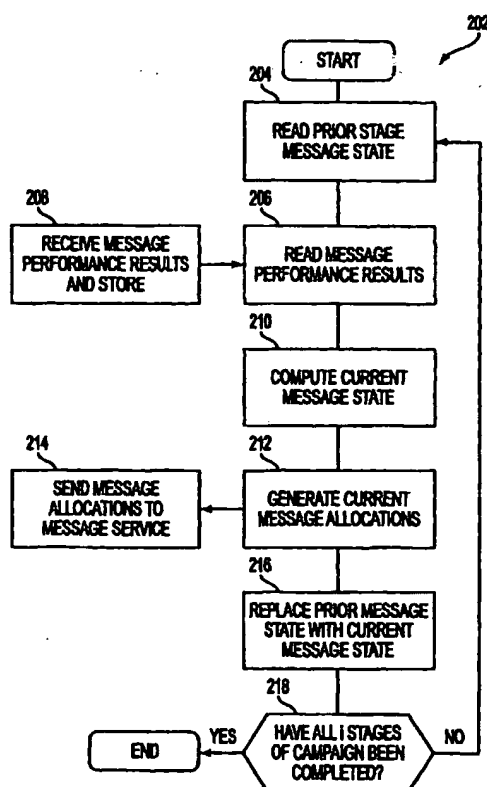 202
START
204
READ PRIOR STAGE
MESSAGE STATE
208
RECEIVE MESSAGE
PERFORMANCE RESULTS
AND STORE
206
READ MESSAGE
PERFORMANCE RESULTS
210
COMPUTE CURRENT
MESSAGE STATE
214
SEND MESSAGE
ALLOCATIONS TO
MESSAGE SERVICE
212
GENERATE CURRENT
MESSAGE ALLOCATIONS
216
REPLACE PRIOR MESSAGE
STATE WITH CURRENT
MESSAGE STATE
218
HAVE ALL I STAGES
OF CAMPAIGN BEEN
COMPLETED?
YES
NO
END